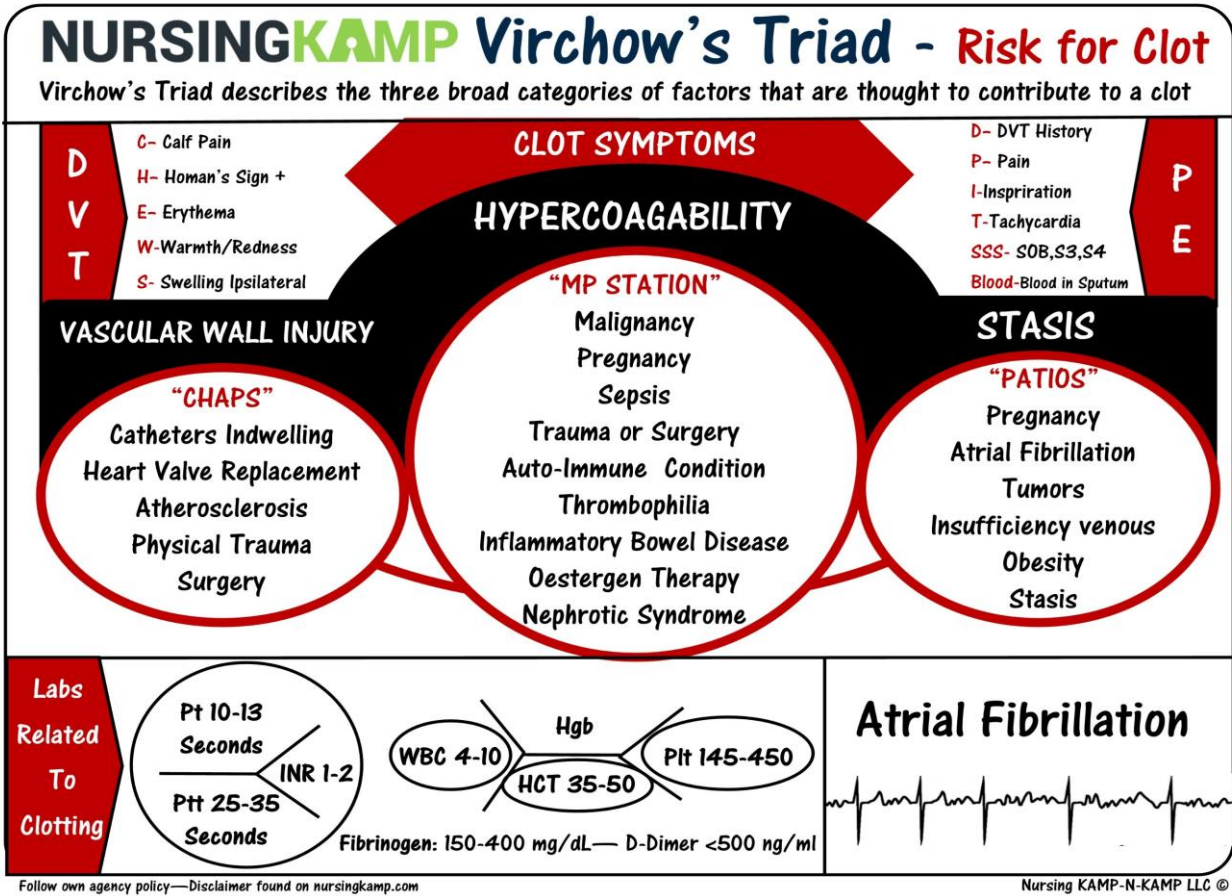 NURSINGKAMP Virchow's Triad - Risk for Clot
Virchow's Triad describes the three broad categories of factors that are thought to contribute to a clot
D
V
T
C- Calf Pain
H- Homan's Sign +
E- Erythema
W-Warmth/Redness
S- Swelling Ipsilateral
CLOT SYMPTOMS
D- DVT History
P- Pain
I-Inspriration
T-Tachycardia
SSS- SOB,S3,S4
Blood-Blood in Sputum
P
E
HYPERCOAGABILITY
"MP STATION"
Malignancy
Pregnancy
Sepsis
Trauma or Surgery
Auto-Immune Condition
Thrombophilia
Inflammatory Bowel Disease
Oestergen Therapy
Nephrotic Syndrome
VASCULAR WALL INJURY
"CHAPS"
Catheters Indwelling
Heart Valve Replacement
Atherosclerosis
Physical Trauma
Surgery
STASIS
"PATIOS"
Pregnancy
Atrial Fibrillation
Tumors
Insufficiency venous
Obesity
Stasis
Labs
Related
To
Clotting
Pt 10-13
Seconds
INR 1-2
Ptt 25-35
Seconds
WBC 4-10
Hgb
HCT 35-50
Plt 145-450
Fibrinogen: 150-400 mg/dL— D-Dimer <500 ng/ml
Atrial Fibrillation
Follow own agency policy—Disclaimer found on nursingkamp.com
Nursing KAMP-N-KAMP LLC ©